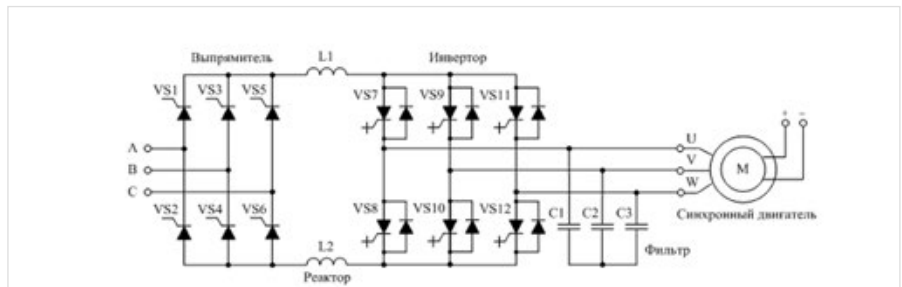 Выпрямитель
L1
Инвертор
VS1
VS3
VS5
VS7
VS9
VS11
+
−
A
B
C
U
V
W
M
VS2
VS4
VS6
VS8
VS10
VS12
C1
C2
C3
Синхронный двигатель
L2
Реактор
Фильтр